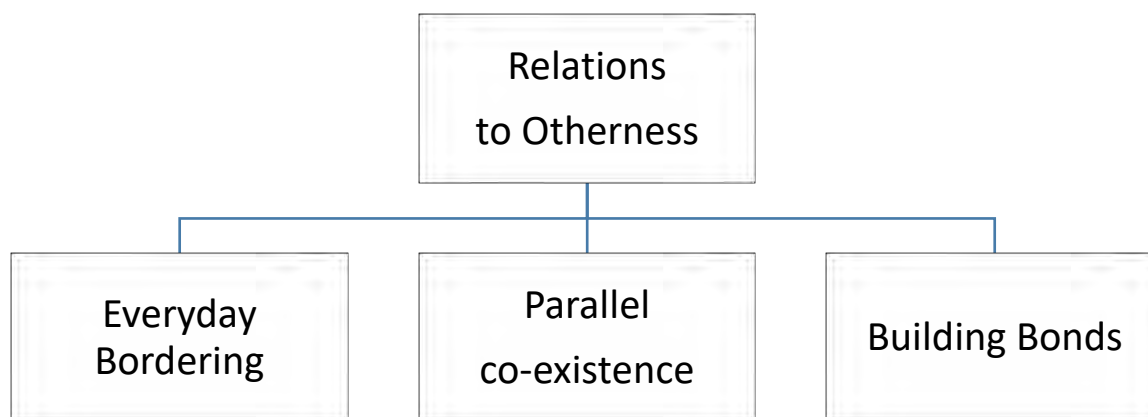 Relations
to Otherness
Everyday
Bordering
Parallel
co-existence
Building Bonds